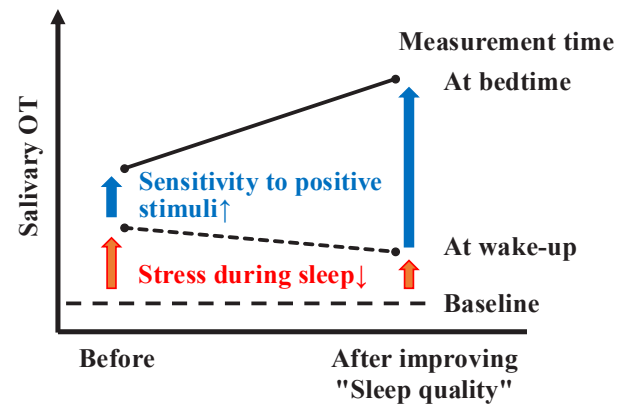 Measurement time
At bedtime
Salivary OT
Sensitivity to positive
stimuli↑
At wake-up
Stress during sleep↓
Baseline
Before
After improving
"Sleep quality"